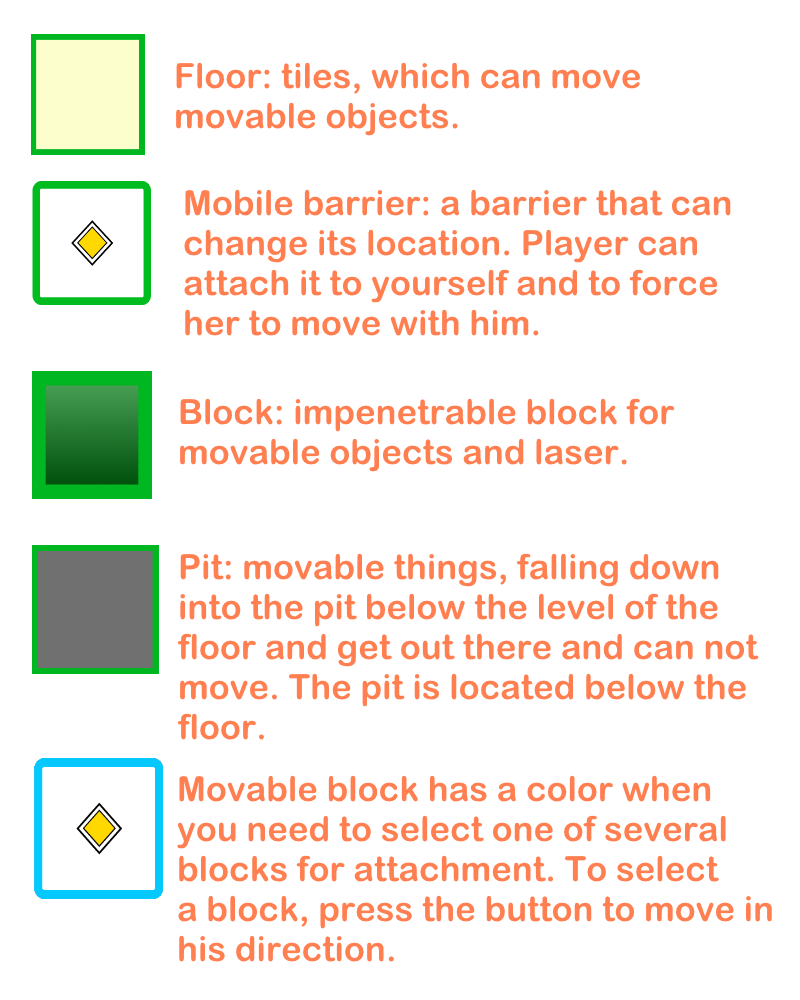 Floor: tiles, which can move
movable objects.
Mobile barrier: a barrier that can
change its location. Player can
attach it to yourself and to force
her to move with him.
Block: impenetrable block for
movable objects and laser.
Pit: movable things, falling down
into the pit below the level of the
floor and get out there and can not
move. The pit is located below the
floor.
Movable block has a color when
you need to select one of several
blocks for attachment. To select
a block, press the button to move in
his direction.